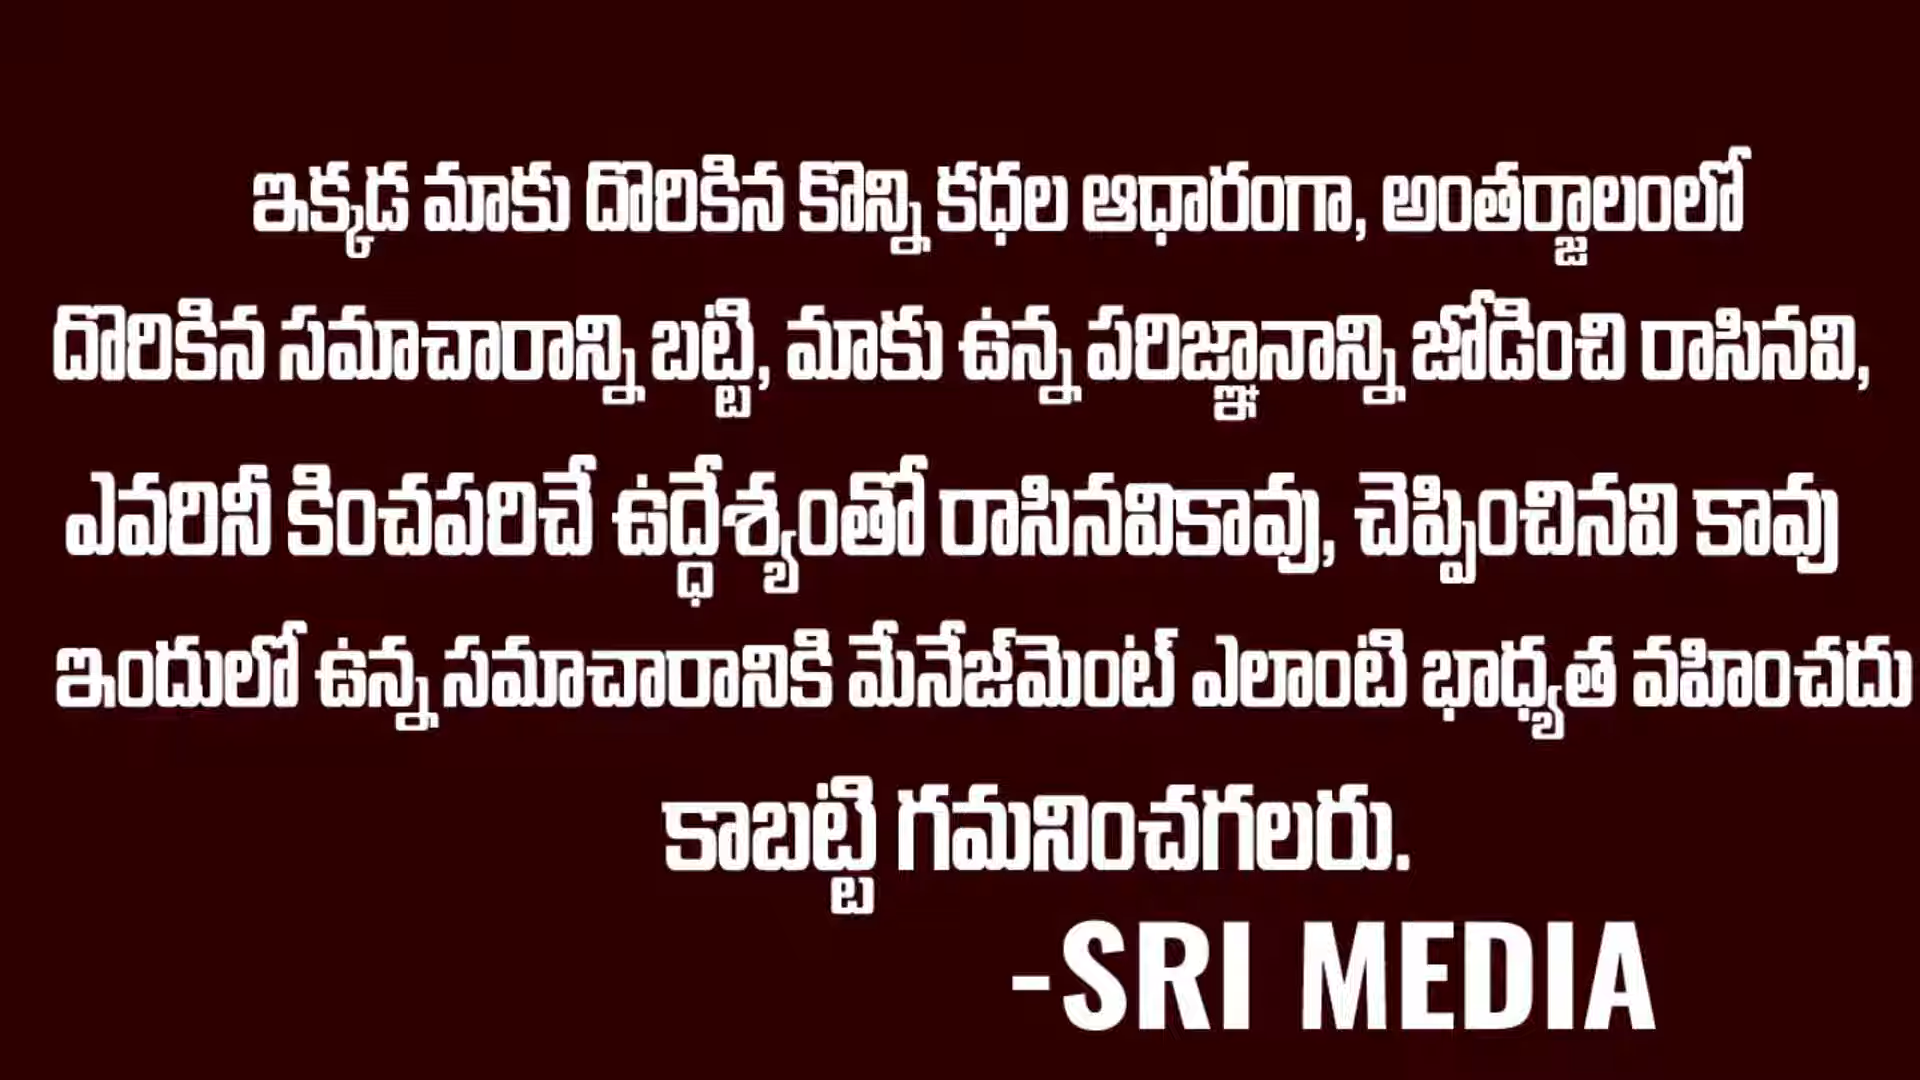 ఇక్కడ మాకు దొరికిన కొన్ని కధల ఆధారంగా, అంతర్జాలంలో
దొరికిన సమాచారాన్ని బట్టి, మాకు ఉన్న పరిజ్ఞానాన్ని జోడించి రాసినవి,
ఎవరినీ కించపరిచే ఉద్ధేశ్యంతో రాసినవికావు, చెప్పించినవి కావు
ఇందులో ఉన్న సమాచారానికి మేనేజ్‌మెంట్ ఎలాంటి భాధ్యత వహించదు
కాబట్టి గమనించగలరు.
-SRI MEDIA